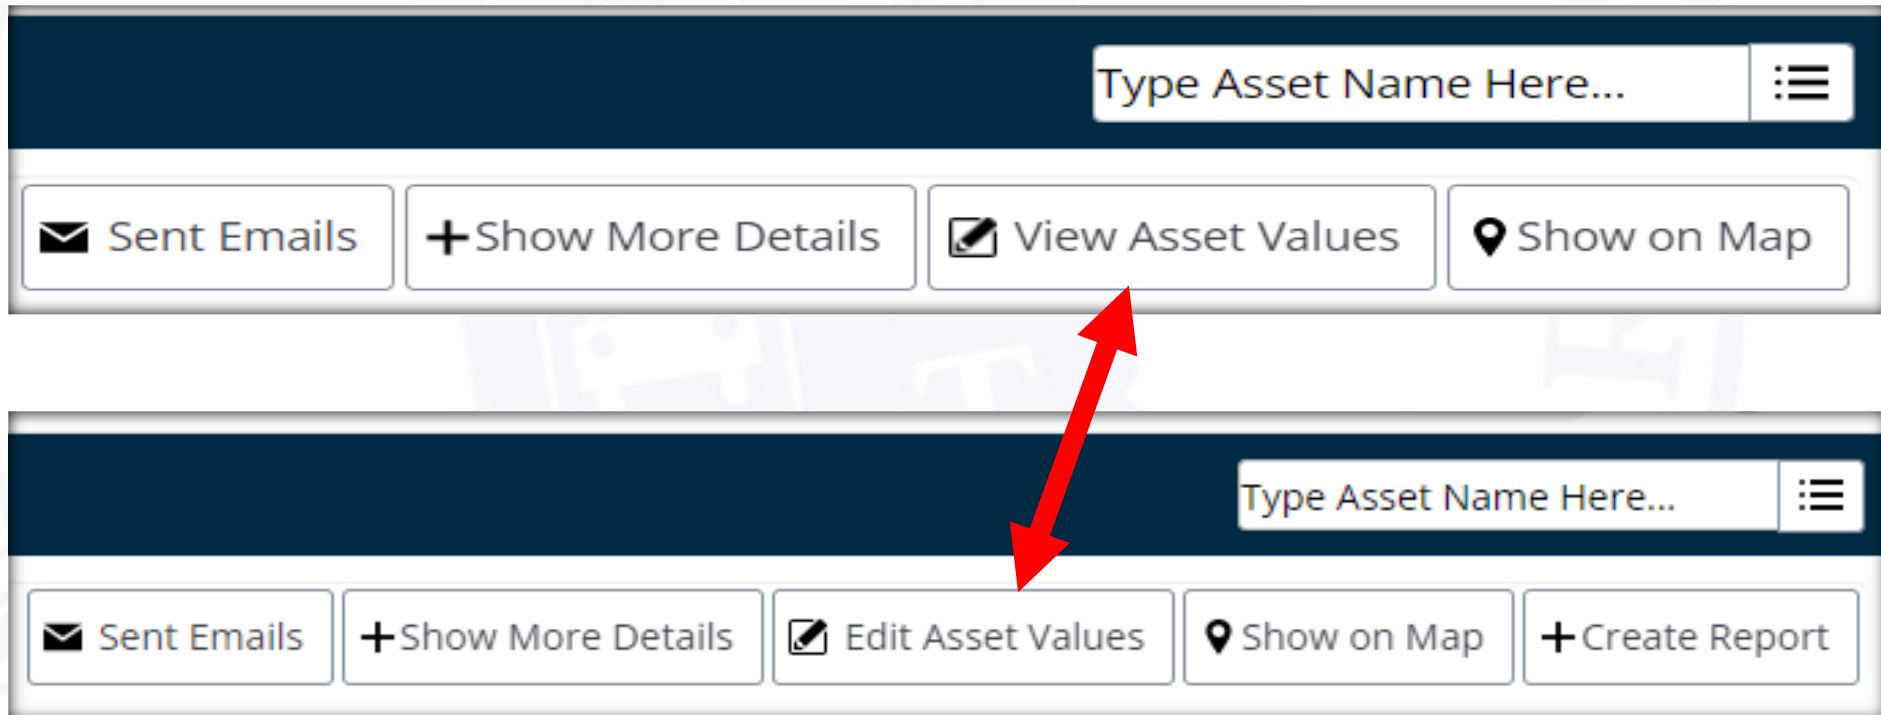 Type Asset Name Here...
Sent Emails
+Show More Details
View Asset Values
Show on Map
Type Asset Name Here...
Sent Emails
+Show More Details
Edit Asset Values
Show on Map
+Create Report